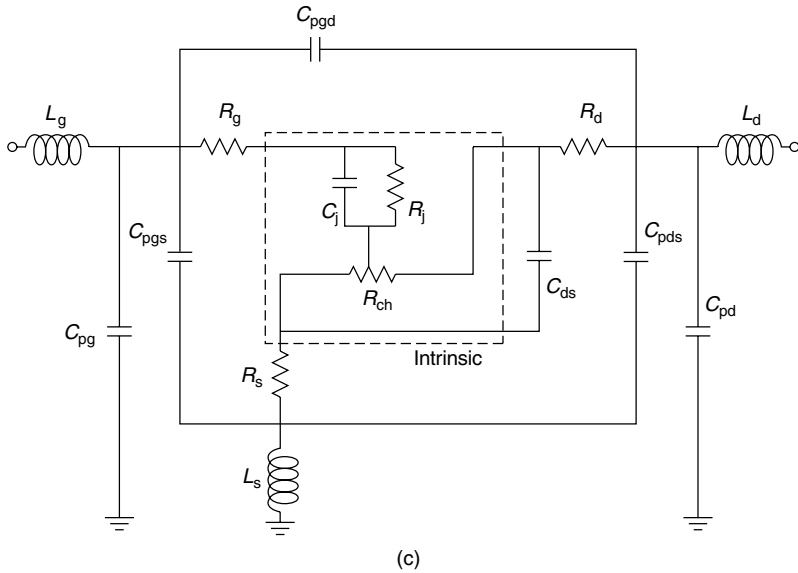 C_pgd
L_g
R_g
R_d
L_d
C_j
R_j
C_pgs
C_pds
C_ds
R_ch
C_pg
C_pd
Intrinsic
R_s
L_s
(c)